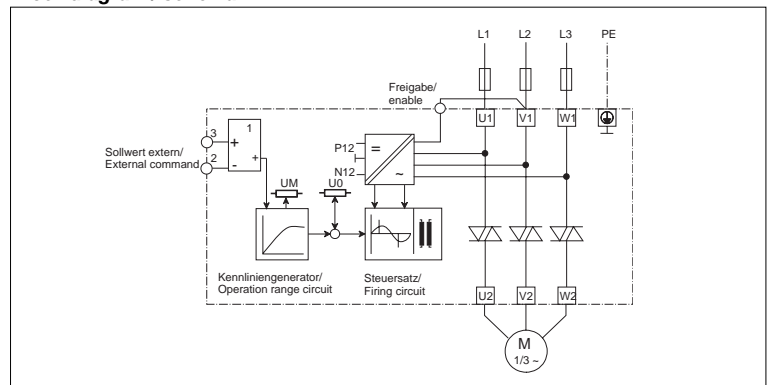 L1 L2 L3 PE
Freigabe/
enable
U1 V1 W1
3 1
+
P12 =
Sollwert extern/
External command
2 - +
N12 ~
UM U0
Kennliniengenerator/
Operation range circuit
Steuersatz/
Firing circuit
U2 V2 W2
M
1/3 ~